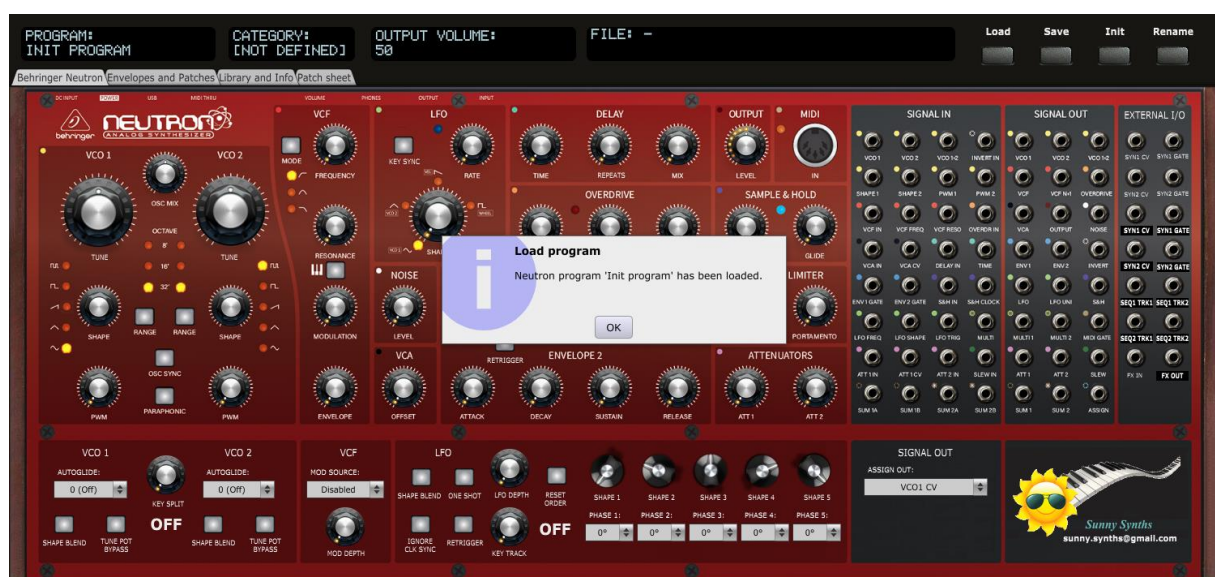 PROGRAM:
INIT PROGRAM
CATEGORY:
[NOT DEFINED]
OUTPUT VOLUME:
50
FILE: -
Load Save Init Rename
Behringer Neutron Envelopes and Patches Library and Info Patch sheet
DC INPUT POWER USB MIDI THRU VOLUME PHONES OUTPUT INPUT
behringer
NEUTRON
ANALOG SYNTHESIZER
VCF LFO DELAY OUTPUT MIDI
MODE FREQUENCY KEY SYNC RATE TIME REPEATS MIX LEVEL IN
VCO 1 VCO 2
OSC MIX
TUNE TUNE
OCTAVE
8'
16'
32'
RESONANCE
OVERDRIVE SAMPLE & HOLD
GLIDE
SHAPE RANGE RANGE SHAPE
MODULATION
NOISE
LEVEL
LIMITER
PORTAMENTO
OSC SYNC
PARAPHONIC
PWM PWM
ENVELOPE
VCA
OFFSET
RETRIGGER
ENVELOPE 2
ATTACK DECAY SUSTAIN RELEASE
ATTENUATORS
ATT 1 ATT 2
Load program
Neutron program 'Init program' has been loaded.
OK
SIGNAL IN SIGNAL OUT EXTERNAL I/O
VCO 1 VCO 2 VCO 1-2 INVERT IN VCO 1 VCO 2 VCO 1-2 SYN1 CV SYN1 GATE
SHAPE 1 SHAPE 2 PWM 1 PWM 2 VCF OVERDRIVE SYN2 CV SYN2 GATE
VCF IN VCF FREQ VCF RESO OVERDR IN VCA OUTPUT NOISE SYN1 CV SYN1 GATE
VCA IN VCA CV DELAY IN TIME ENV 1 ENV 2 INVERT SYN2 CV SYN2 GATE
ENV1 GATE ENV2 GATE S&H IN S&H CLOCK LFO LFO UNI S&H SEQ1 TRK1 SEQ1 TRK2
LFO FREQ LFO SHAPE LFO TRIG MULTI MULTI 1 MULTI 2 MIDI GATE SEQ2 TRK1 SEQ2 TRK2
ATT 1 IN ATT 1 CV ATT 2 IN SLEW IN ATT 1 ATT 2 SLEW FX IN FX OUT
SUM 1A SUM 1B SUM 2A SUM 2B SUM 1 SUM 2 ASSIGN
VCO 1 VCO 2
AUTOGLIDE: AUTOGLIDE:
0 (Off) 0 (Off)
KEY SPLIT
OFF
SHAPE BLEND TUNE POT BYPASS SHAPE BLEND TUNE POT BYPASS
VCF
MOD SOURCE:
Disabled
MOD DEPTH
LFO
SHAPE BLEND ONE SHOT LFO DEPTH RESET ORDER
SHAPE 1 SHAPE 2 SHAPE 3 SHAPE 4 SHAPE 5
PHASE 1: PHASE 2: PHASE 3: PHASE 4: PHASE 5:
0° 0° 0° 0° 0°
IGNORE CLK SYNC RETRIGGER KEY TRACK OFF
SIGNAL OUT
ASSIGN OUT:
VCO1 CV
Sunny Synths
sunny.synths@gmail.com